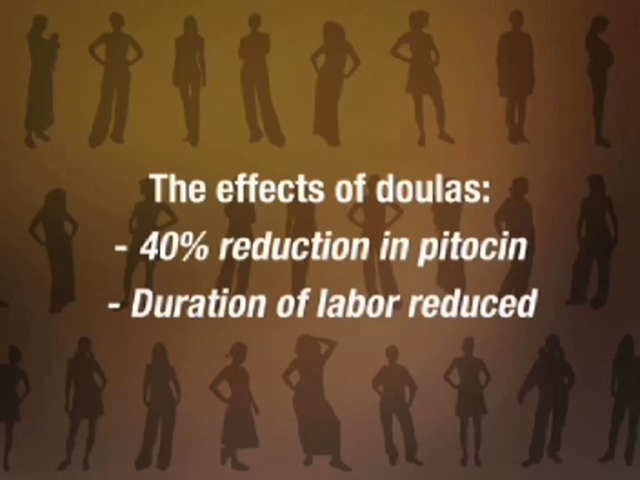 The effects of doulas:
- 40% reduction in pitocin
- Duration of labor reduced